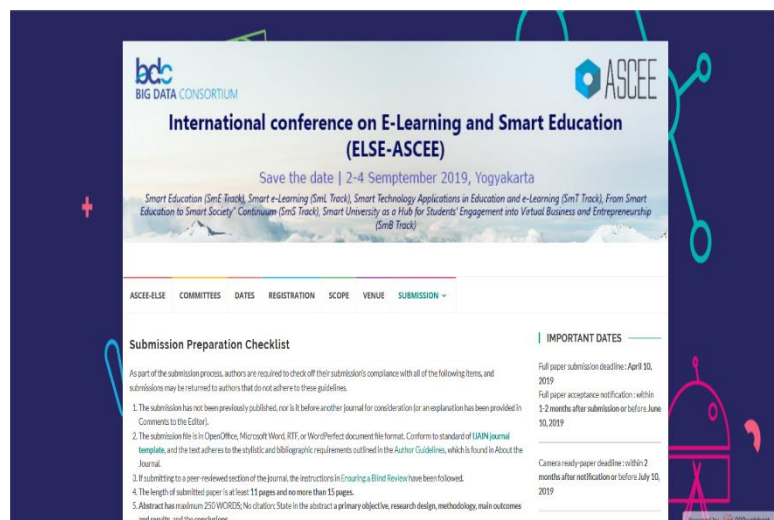 bdc
BIG DATA CONSORTIUM
ASCEE
International conference on E-Learning and Smart Education
(ELSE-ASCEE)
Save the date | 2-4 Semptember 2019, Yogyakarta
Smart Education (SmE Track), Smart e-Learning (SmL Track), Smart Technology Applications in Education and e-Learning (SmT Track), From Smart
Education to Smart Society" Continuum (SmS Track), Smart University as a Hub for Students' Engagement into Virtual Business and Entrepreneurship
(SmB Track)
ASCEE-ELSE COMMITTEES DATES REGISTRATION SCOPE VENUE SUBMISSION
Submission Preparation Checklist
As part of the submission process, authors are required to check off their submission's compliance with all of the following items, and
submissions may be returned to authors that do not adhere to these guidelines.
1. The submission has not been previously published, nor is it before another journal for consideration (or an explanation has been provided in
Comments to the Editor).
2. The submission file is in OpenOffice, Microsoft Word, RTF, or WordPerfect document file format. Conform to standard of IJAIN journal
template, and the text adheres to the stylistic and bibliographic requirements outlined in the Author Guidelines, which is found in About the
Journal.
3. If submitting to a peer-reviewed section of the journal, the instructions in Ensuring a Blind Review have been followed.
4. The length of submitted paper is at least 11 pages and no more than 15 pages.
5. Abstract has maximum 250 WORDS; No citation; State in the abstract a primary objective, research design, methodology, main outcomes
and results, and the conclusions.
IMPORTANT DATES
Full paper submission deadline : April 10,
2019
Full paper acceptance notification : within
1-2 months after submission or before June
10, 2019
Camera ready-paper deadline : within 2
months after notification or before July 10,
2019